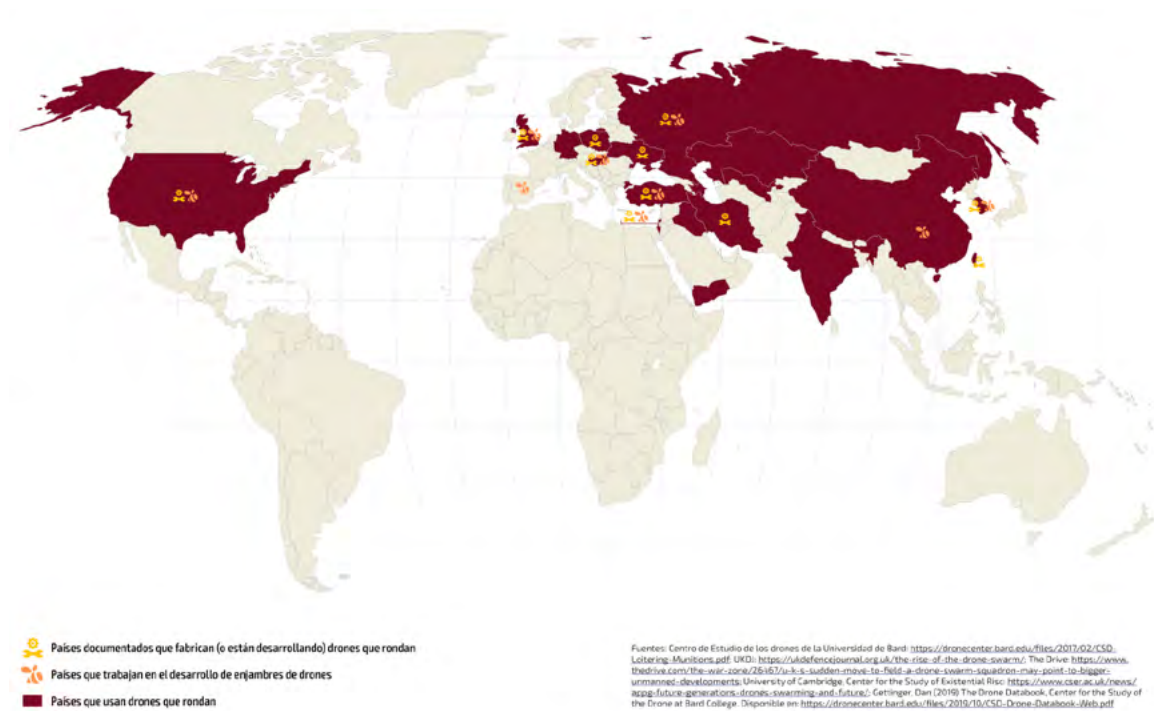 Países documentados que fabrican (o están desarrollando) drones que rondan
Países que trabajan en el desarrollo de enjambres de drones
Países que usan drones que rondan
Fuentes: Centro de Estudio de los drones de la Universidad de Bard: https://dronecenter.bard.edu/files/2017/02/CSD-
Loitering-Munitions.pdf; UKDJ: https://ukdefencejournal.org.uk/the-rise-of-the-drone-swarm/; The Drive: https://www.
thedrive.com/the-war-zone/26467/u-k-s-sudden-move-to-field-a-drone-swarm-squadron-may-point-to-bigger-
unmanned-develcoments; University of Cambridge, Center for the Study of Existential Risc: https://www.cser.ac.uk/news/
appg-future-generations-drones-swarming-and-future/; Gettinger, Dan (2019) The Drone Databook, Center for the Study of
the Drone at Bard College. Disponible en: https://dronecenter.bard.edu/files/2019/10/CSD-Drone-Databook-Web.pdf